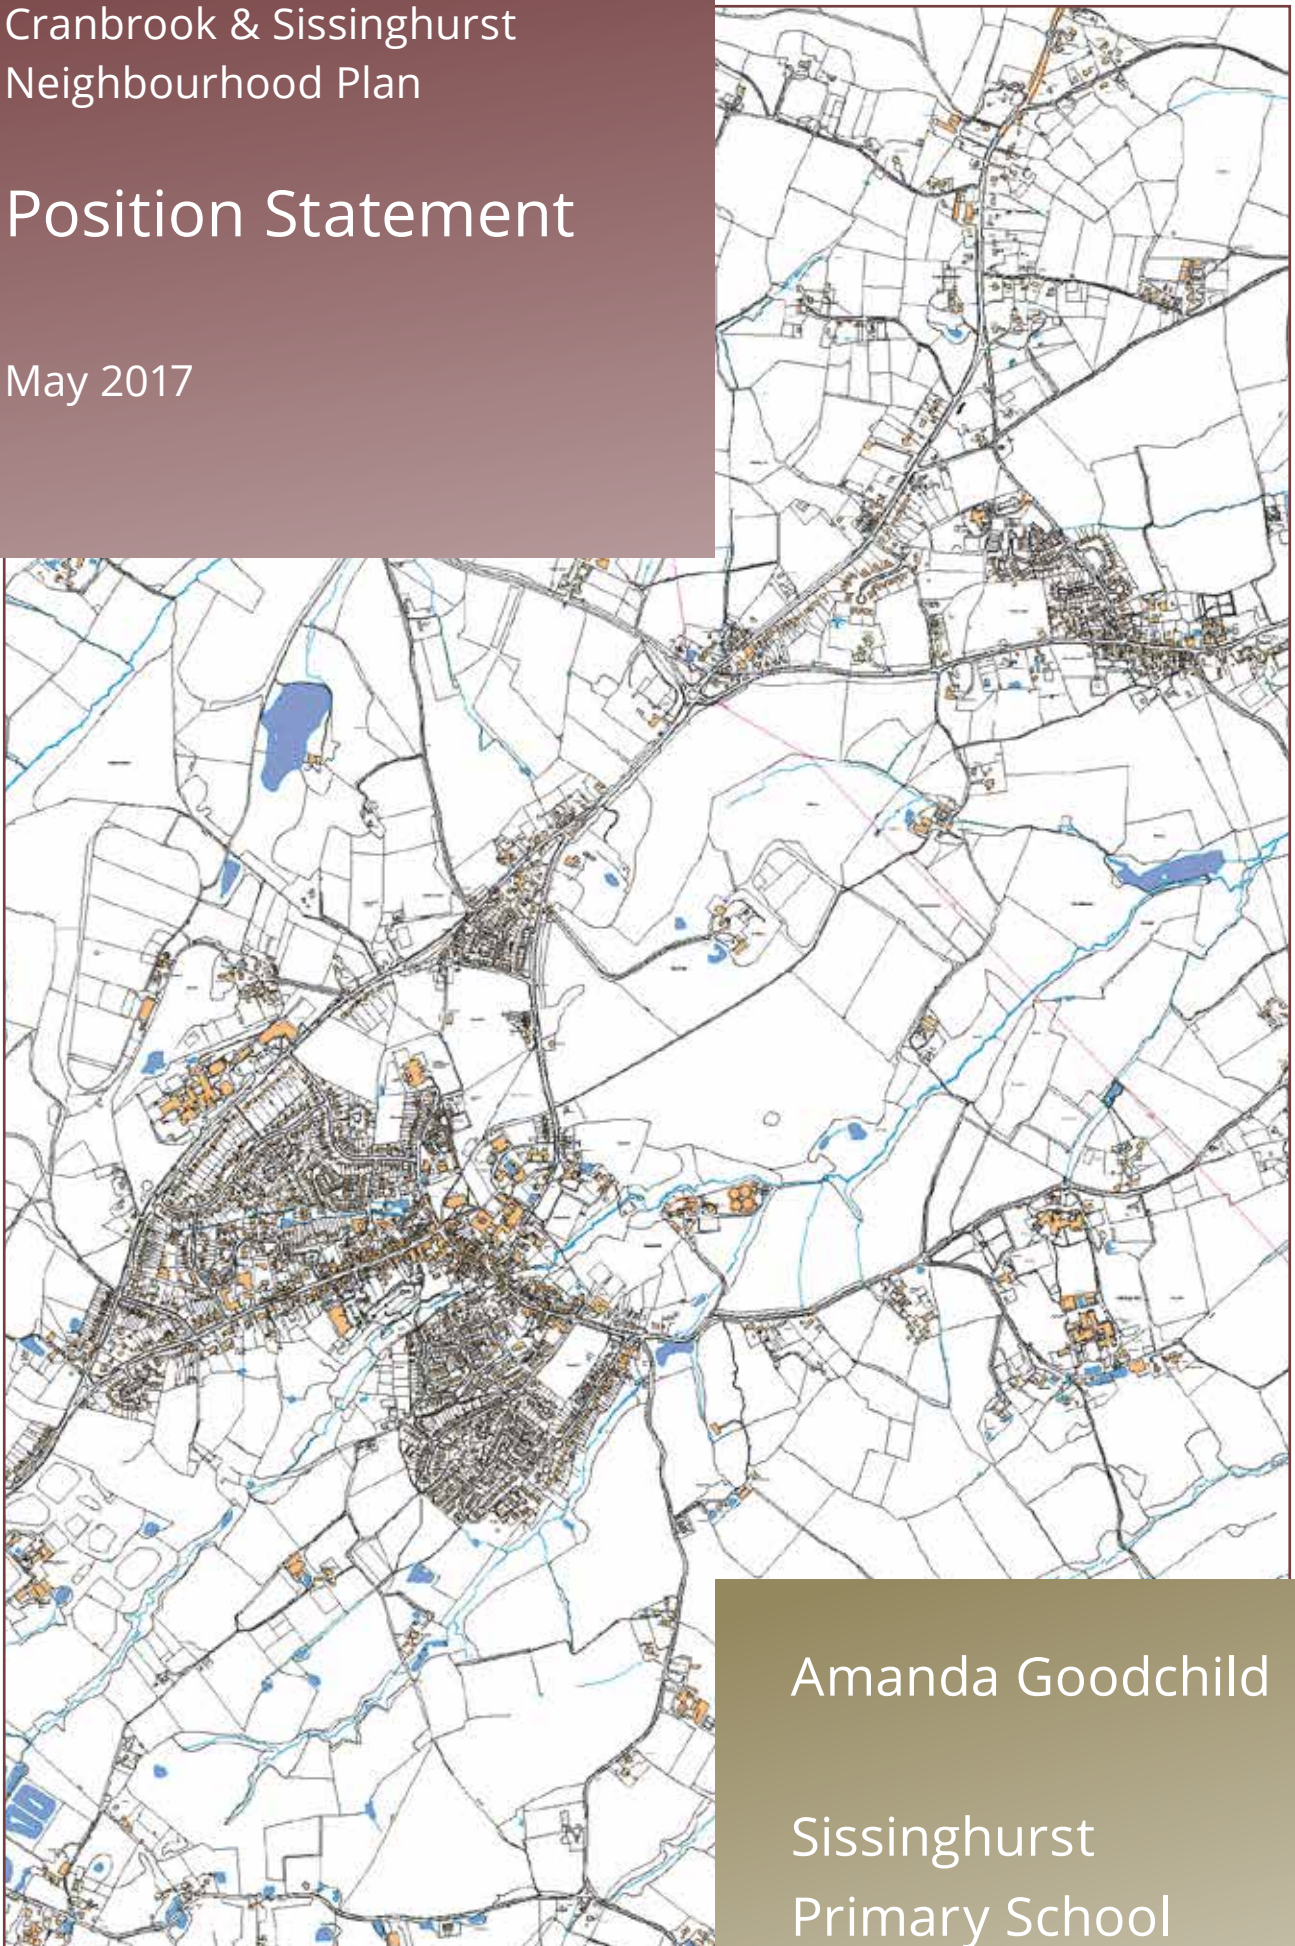 Cranbrook & Sissinghurst
Neighbourhood Plan
Position Statement
May 2017
Amanda Goodchild
Sissinghurst
Primary School